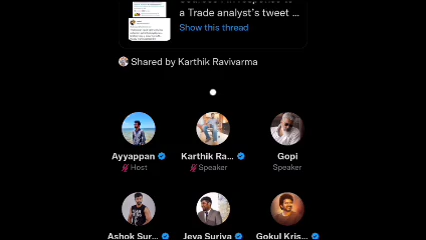 a Trade analyst's tweet ...
Show this thread
Shared by Karthik Ravivarma
Ayyappan
Karthik Ra...
Gopi
Host
Speaker
Speaker
Ashok Sur...
Jeya Suriya
Gokul Kris...